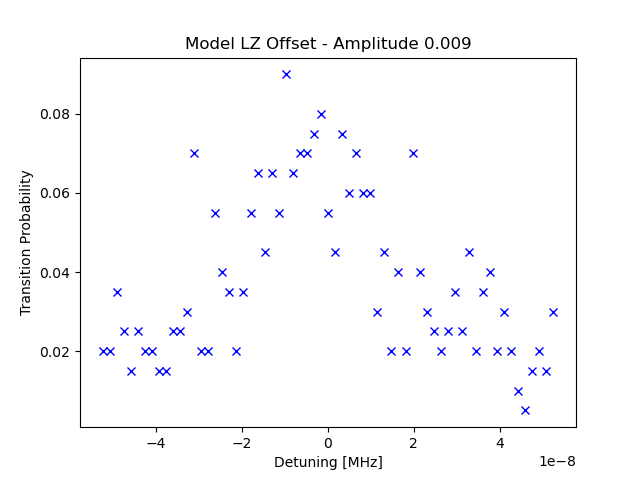 Model LZ Offset - Amplitude 0.009
0.08
0.06
0.04
0.02
Transition Probability
−4
−2
0
2
4
1e−8
Detuning [MHz]